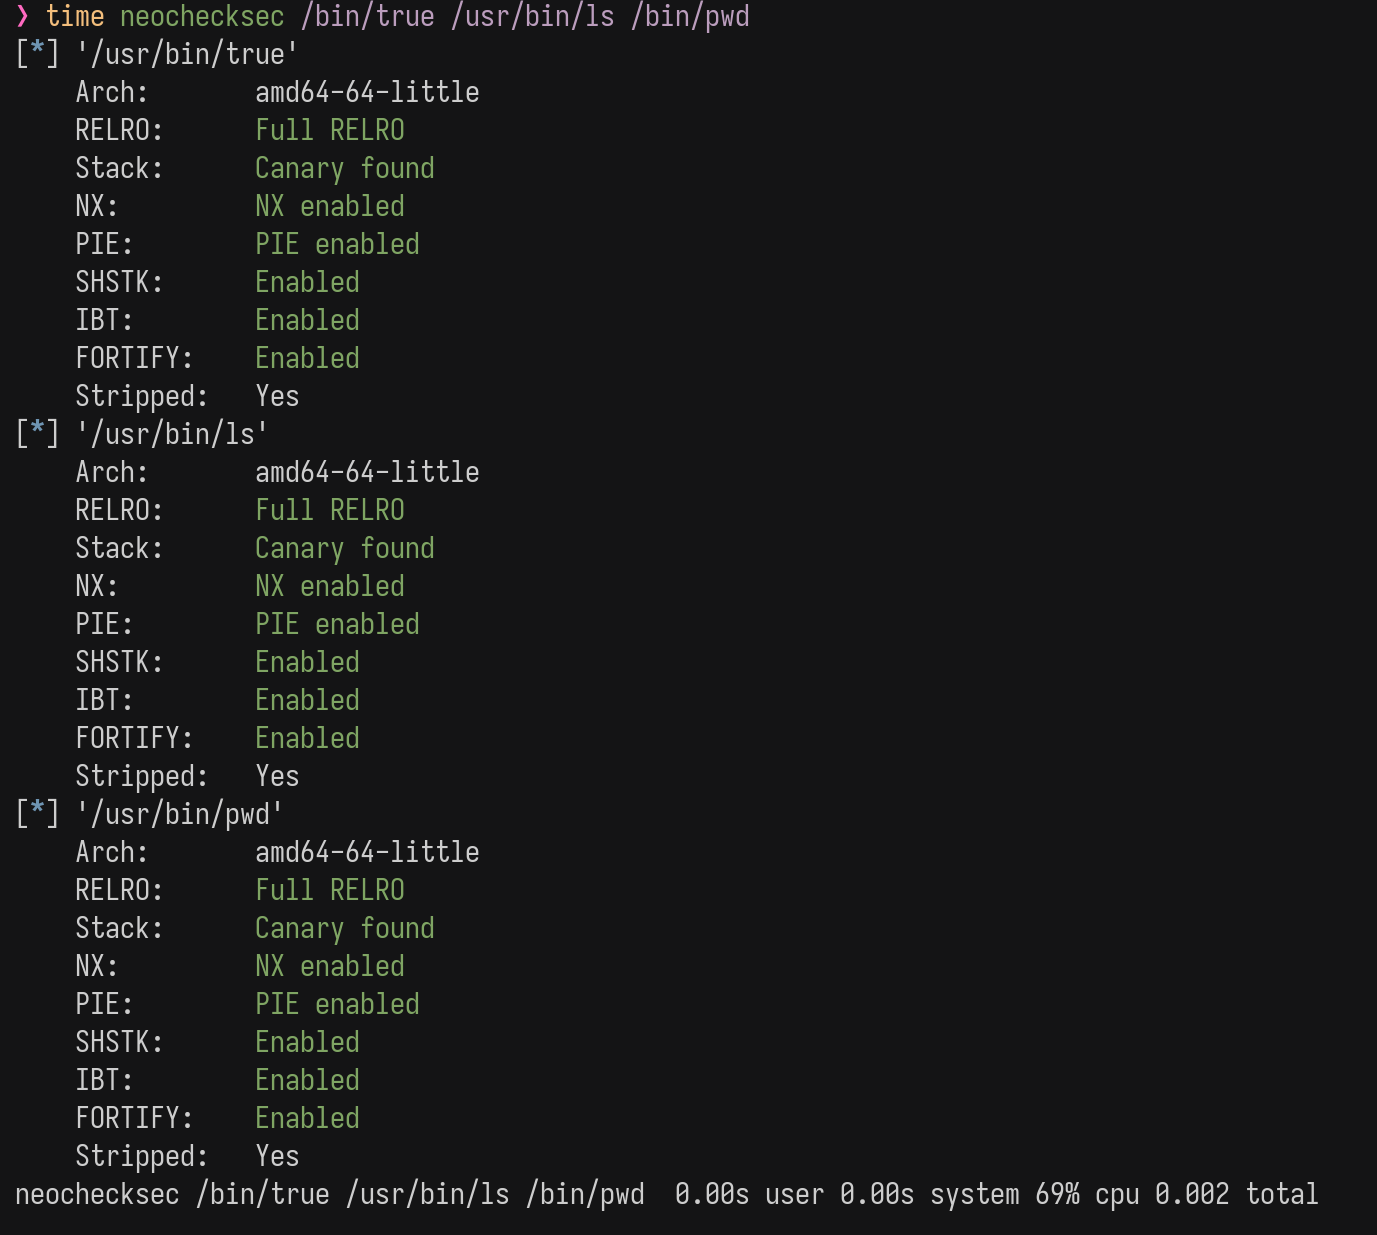 ❯ time neochecksec /bin/true /usr/bin/ls /bin/pwd
[*] '/usr/bin/true'
    Arch:       amd64-64-little
    RELRO:      Full RELRO
    Stack:      Canary found
    NX:         NX enabled
    PIE:        PIE enabled
    SHSTK:      Enabled
    IBT:        Enabled
    FORTIFY:    Enabled
    Stripped:   Yes
[*] '/usr/bin/ls'
    Arch:       amd64-64-little
    RELRO:      Full RELRO
    Stack:      Canary found
    NX:         NX enabled
    PIE:        PIE enabled
    SHSTK:      Enabled
    IBT:        Enabled
    FORTIFY:    Enabled
    Stripped:   Yes
[*] '/usr/bin/pwd'
    Arch:       amd64-64-little
    RELRO:      Full RELRO
    Stack:      Canary found
    NX:         NX enabled
    PIE:        PIE enabled
    SHSTK:      Enabled
    IBT:        Enabled
    FORTIFY:    Enabled
    Stripped:   Yes
neochecksec /bin/true /usr/bin/ls /bin/pwd  0.00s user 0.00s system 69% cpu 0.002 total